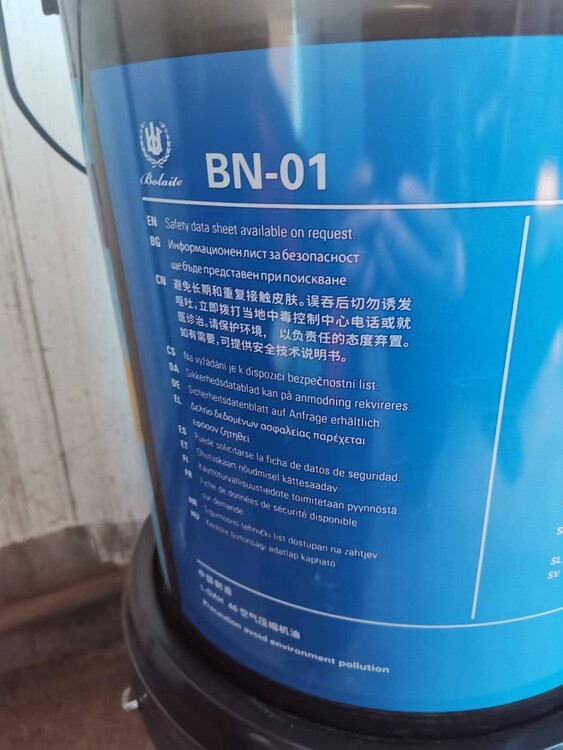 Bolaite
BN-01
EN Safety data sheet available on request.
BG Информационен лист за безопасност
ще бъде представен при поискване
CN 避免长期和重复接触皮肤。误吞后切勿诱发
呕吐，立即拨打当地中毒控制中心电话或就
医诊治。请保护环境，以负责任的态度弃置。
如有需要，可提供安全技术说明书。
CS Na vyžádání je k dispozici bezpečnostní list.
DA Sikkerhedsdatablad kan på anmodning rekvireres.
DE Sicherheitsdatenblatt auf Anfrage erhältlich.
EL Δελτίο δεδομένων ασφαλείας παρέχεται
εφόσον ζητηθεί
ES Puede solicitarse la ficha de datos de seguridad.
ET Ohutuskaart nõudmisel kättesaadav
FI Käyttöturvallisuustiedote toimitetaan pyynnöstä
FR Fiche de données de sécurité disponible
sur demande
HR Sigurnosno-tehnički list dostupan na zahtjev
HU Kérésre biztonsági adatlap kapható
中国制造
L-DAH 46 空气压缩机油
Precaution avoid environment pollution
SL
SV